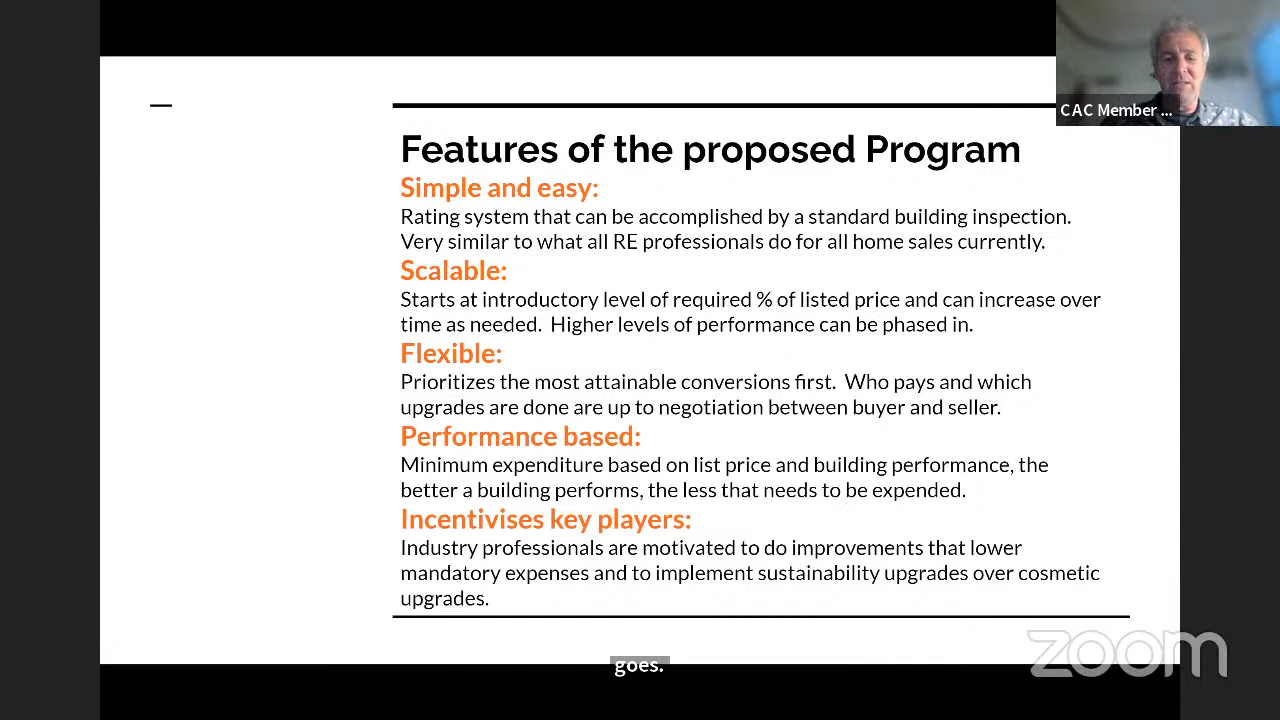 CAC Member ...
Features of the proposed Program
Simple and easy:
Rating system that can be accomplished by a standard building inspection.
Very similar to what all RE professionals do for all home sales currently.
Scalable:
Starts at introductory level of required % of listed price and can increase over
time as needed.  Higher levels of performance can be phased in.
Flexible:
Prioritizes the most attainable conversions first.  Who pays and which
upgrades are done are up to negotiation between buyer and seller.
Performance based:
Minimum expenditure based on list price and building performance, the
better a building performs, the less that needs to be expended.
Incentivises key players:
Industry professionals are motivated to do improvements that lower
mandatory expenses and to implement sustainability upgrades over cosmetic
upgrades.
zoom
goes.